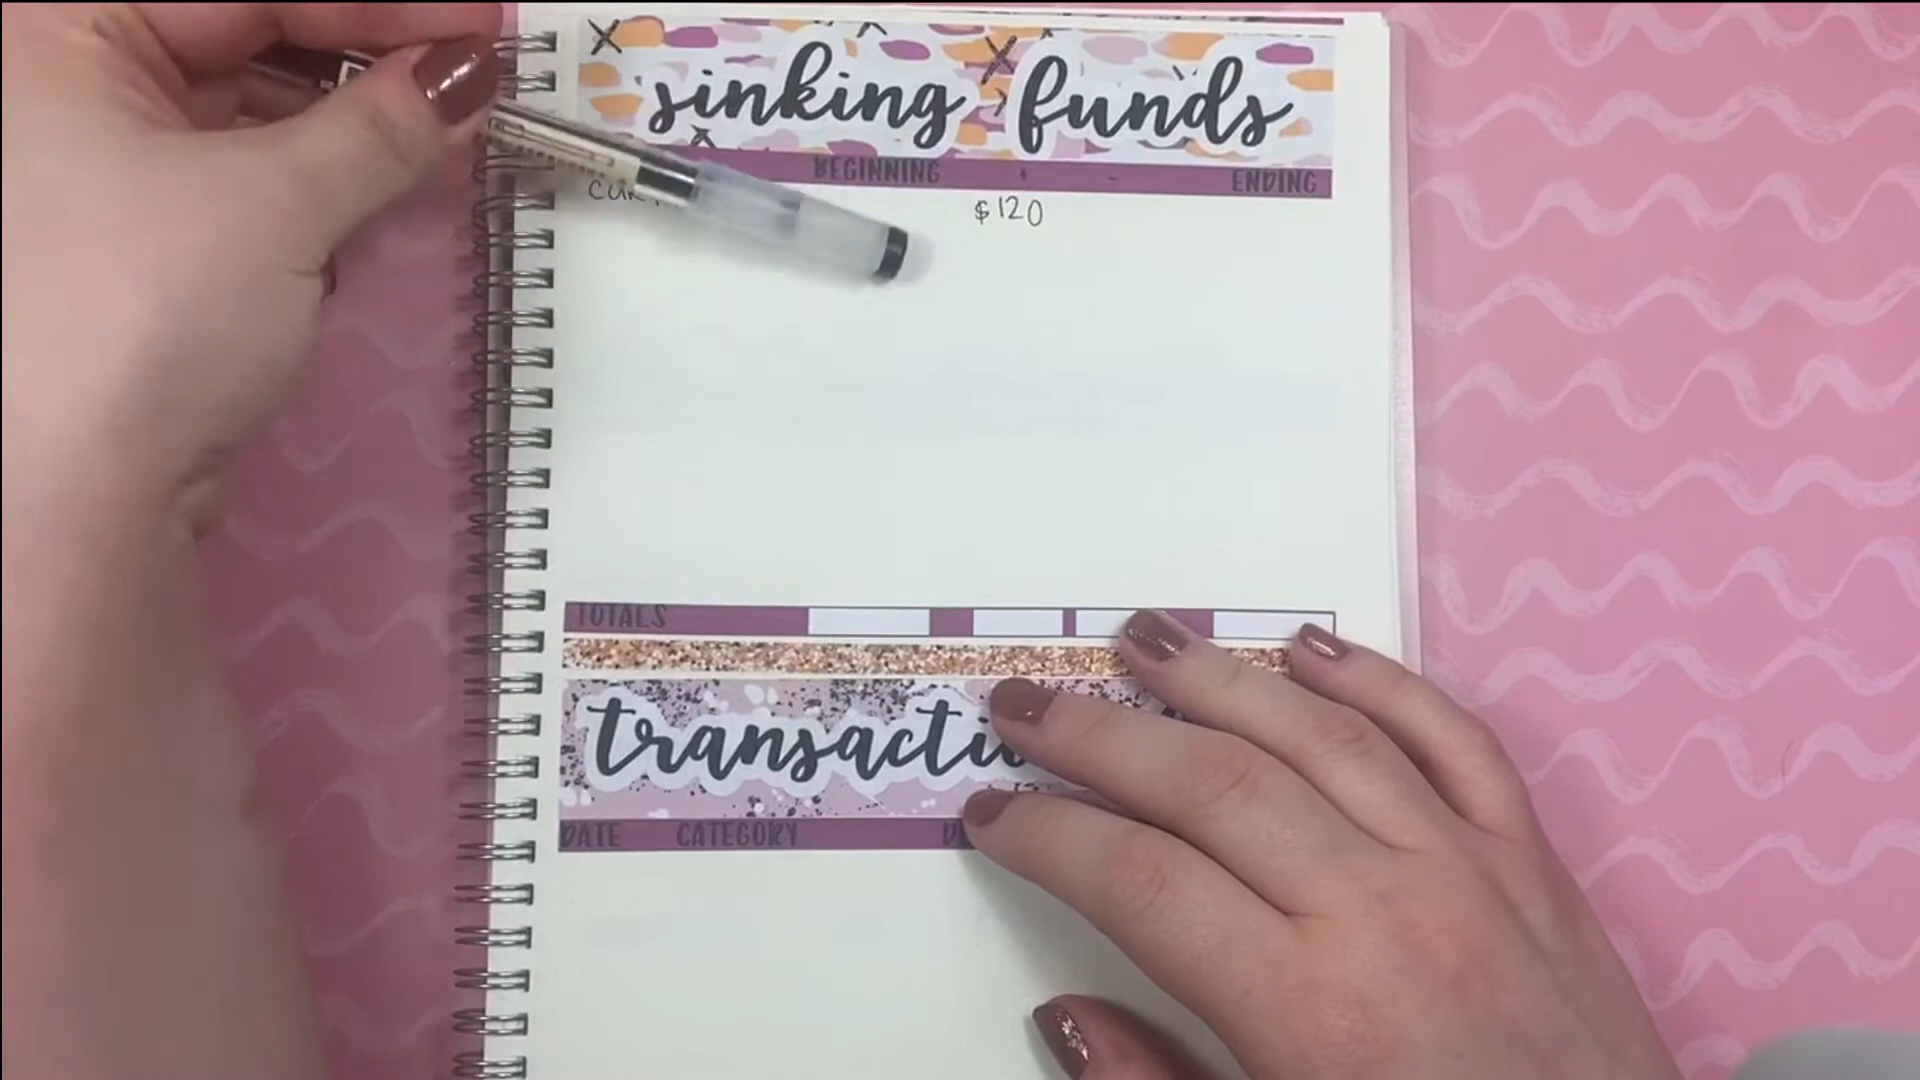 sinking funds
BEGINNING + - ENDING
$120
TOTALS
DATE CATEGORY